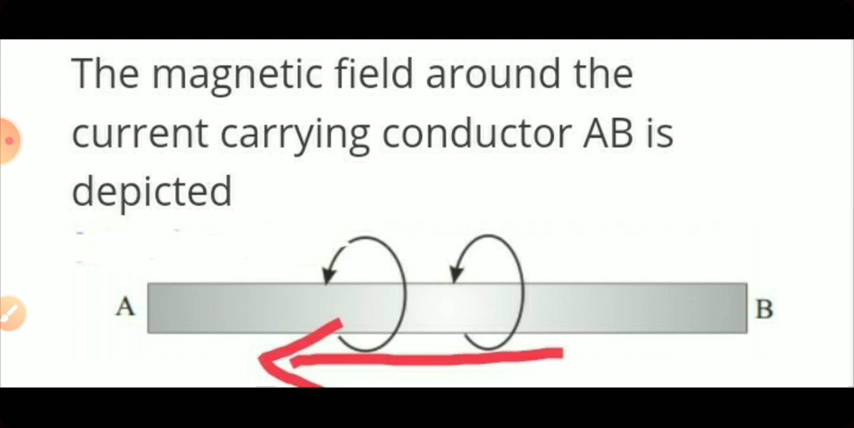 The magnetic field around the
current carrying conductor AB is
depicted
A
B